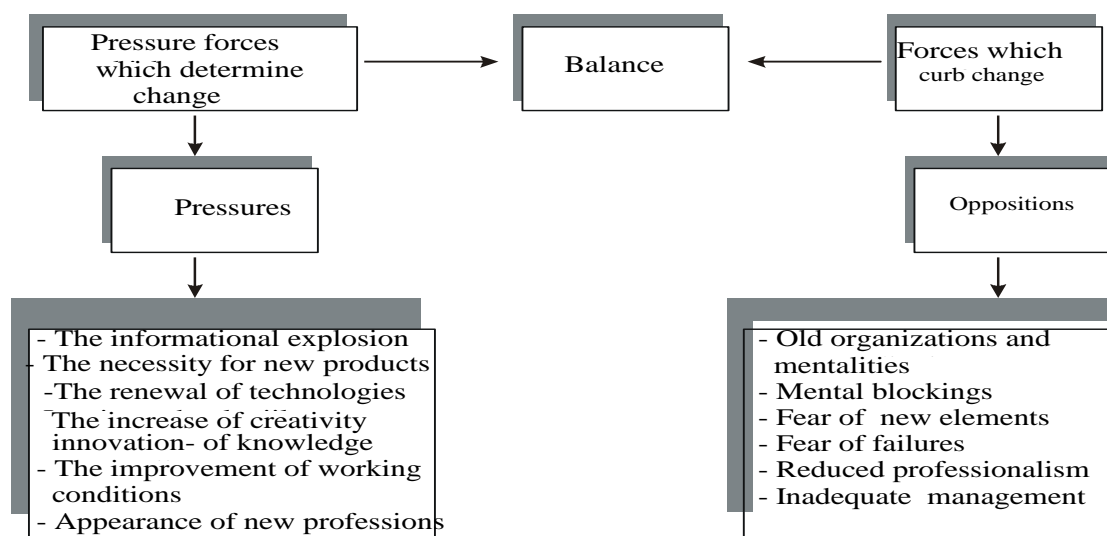 Pressure forces
which determine
change
Balance
Forces which
curb change
Pressures
Oppositions
- The informational explosion
- The necessity for new products
-The renewal of technologies
The increase of creativity
innovation- of knowledge
- The improvement of working
conditions
- Appearance of new professions
- Old organizations and
mentalities
- Mental blockings
- Fear of new elements
- Fear of failures
- Reduced professionalism
- Inadequate management